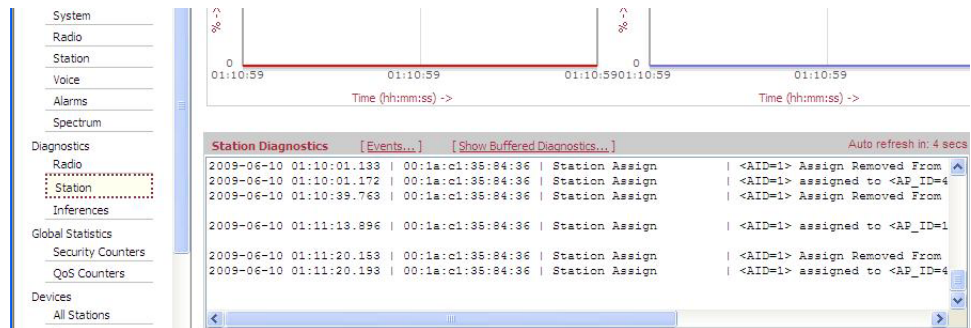 System
Radio
Station
Voice
Alarms
Spectrum
Diagnostics
Radio
Station
Inferences
Global Statistics
Security Counters
QoS Counters
Devices
All Stations
% ->
0
01:10:59 01:10:59 01:10:59
Time (hh:mm:ss) ->
% ->
0
01:10:59 01:10:59
Time (hh:mm:ss) ->
Station Diagnostics [ Events... ] [ Show Buffered Diagnostics... ] Auto refresh in: 4 secs
2009-06-10 01:10:01.133 | 00:1a:c1:35:84:36 | Station Assign | <AID=1> Assign Removed From
2009-06-10 01:10:01.172 | 00:1a:c1:35:84:36 | Station Assign | <AID=1> assigned to <AP_ID=4
2009-06-10 01:10:39.763 | 00:1a:c1:35:84:36 | Station Assign | <AID=1> Assign Removed From
2009-06-10 01:11:13.896 | 00:1a:c1:35:84:36 | Station Assign | <AID=1> assigned to <AP_ID=1
2009-06-10 01:11:20.153 | 00:1a:c1:35:84:36 | Station Assign | <AID=1> Assign Removed From
2009-06-10 01:11:20.193 | 00:1a:c1:35:84:36 | Station Assign | <AID=1> assigned to <AP_ID=4